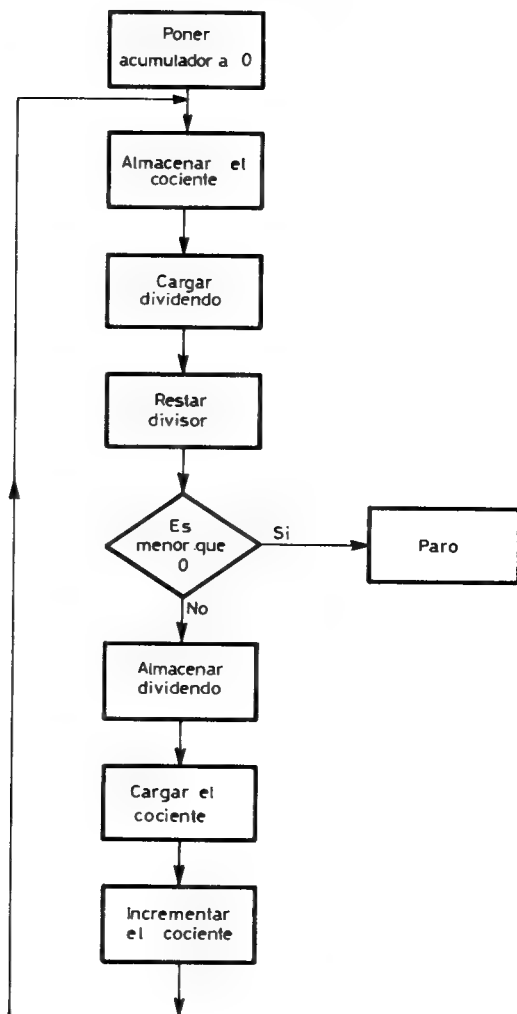 Poner
acumulador a 0
Almacenar el
cociente
Cargar
dividendo
Restar
divisor
Es
menor que
0
Si
Paro
No
Almacenar
dividendo
Cargar el
cociente
Incrementar
el cociente